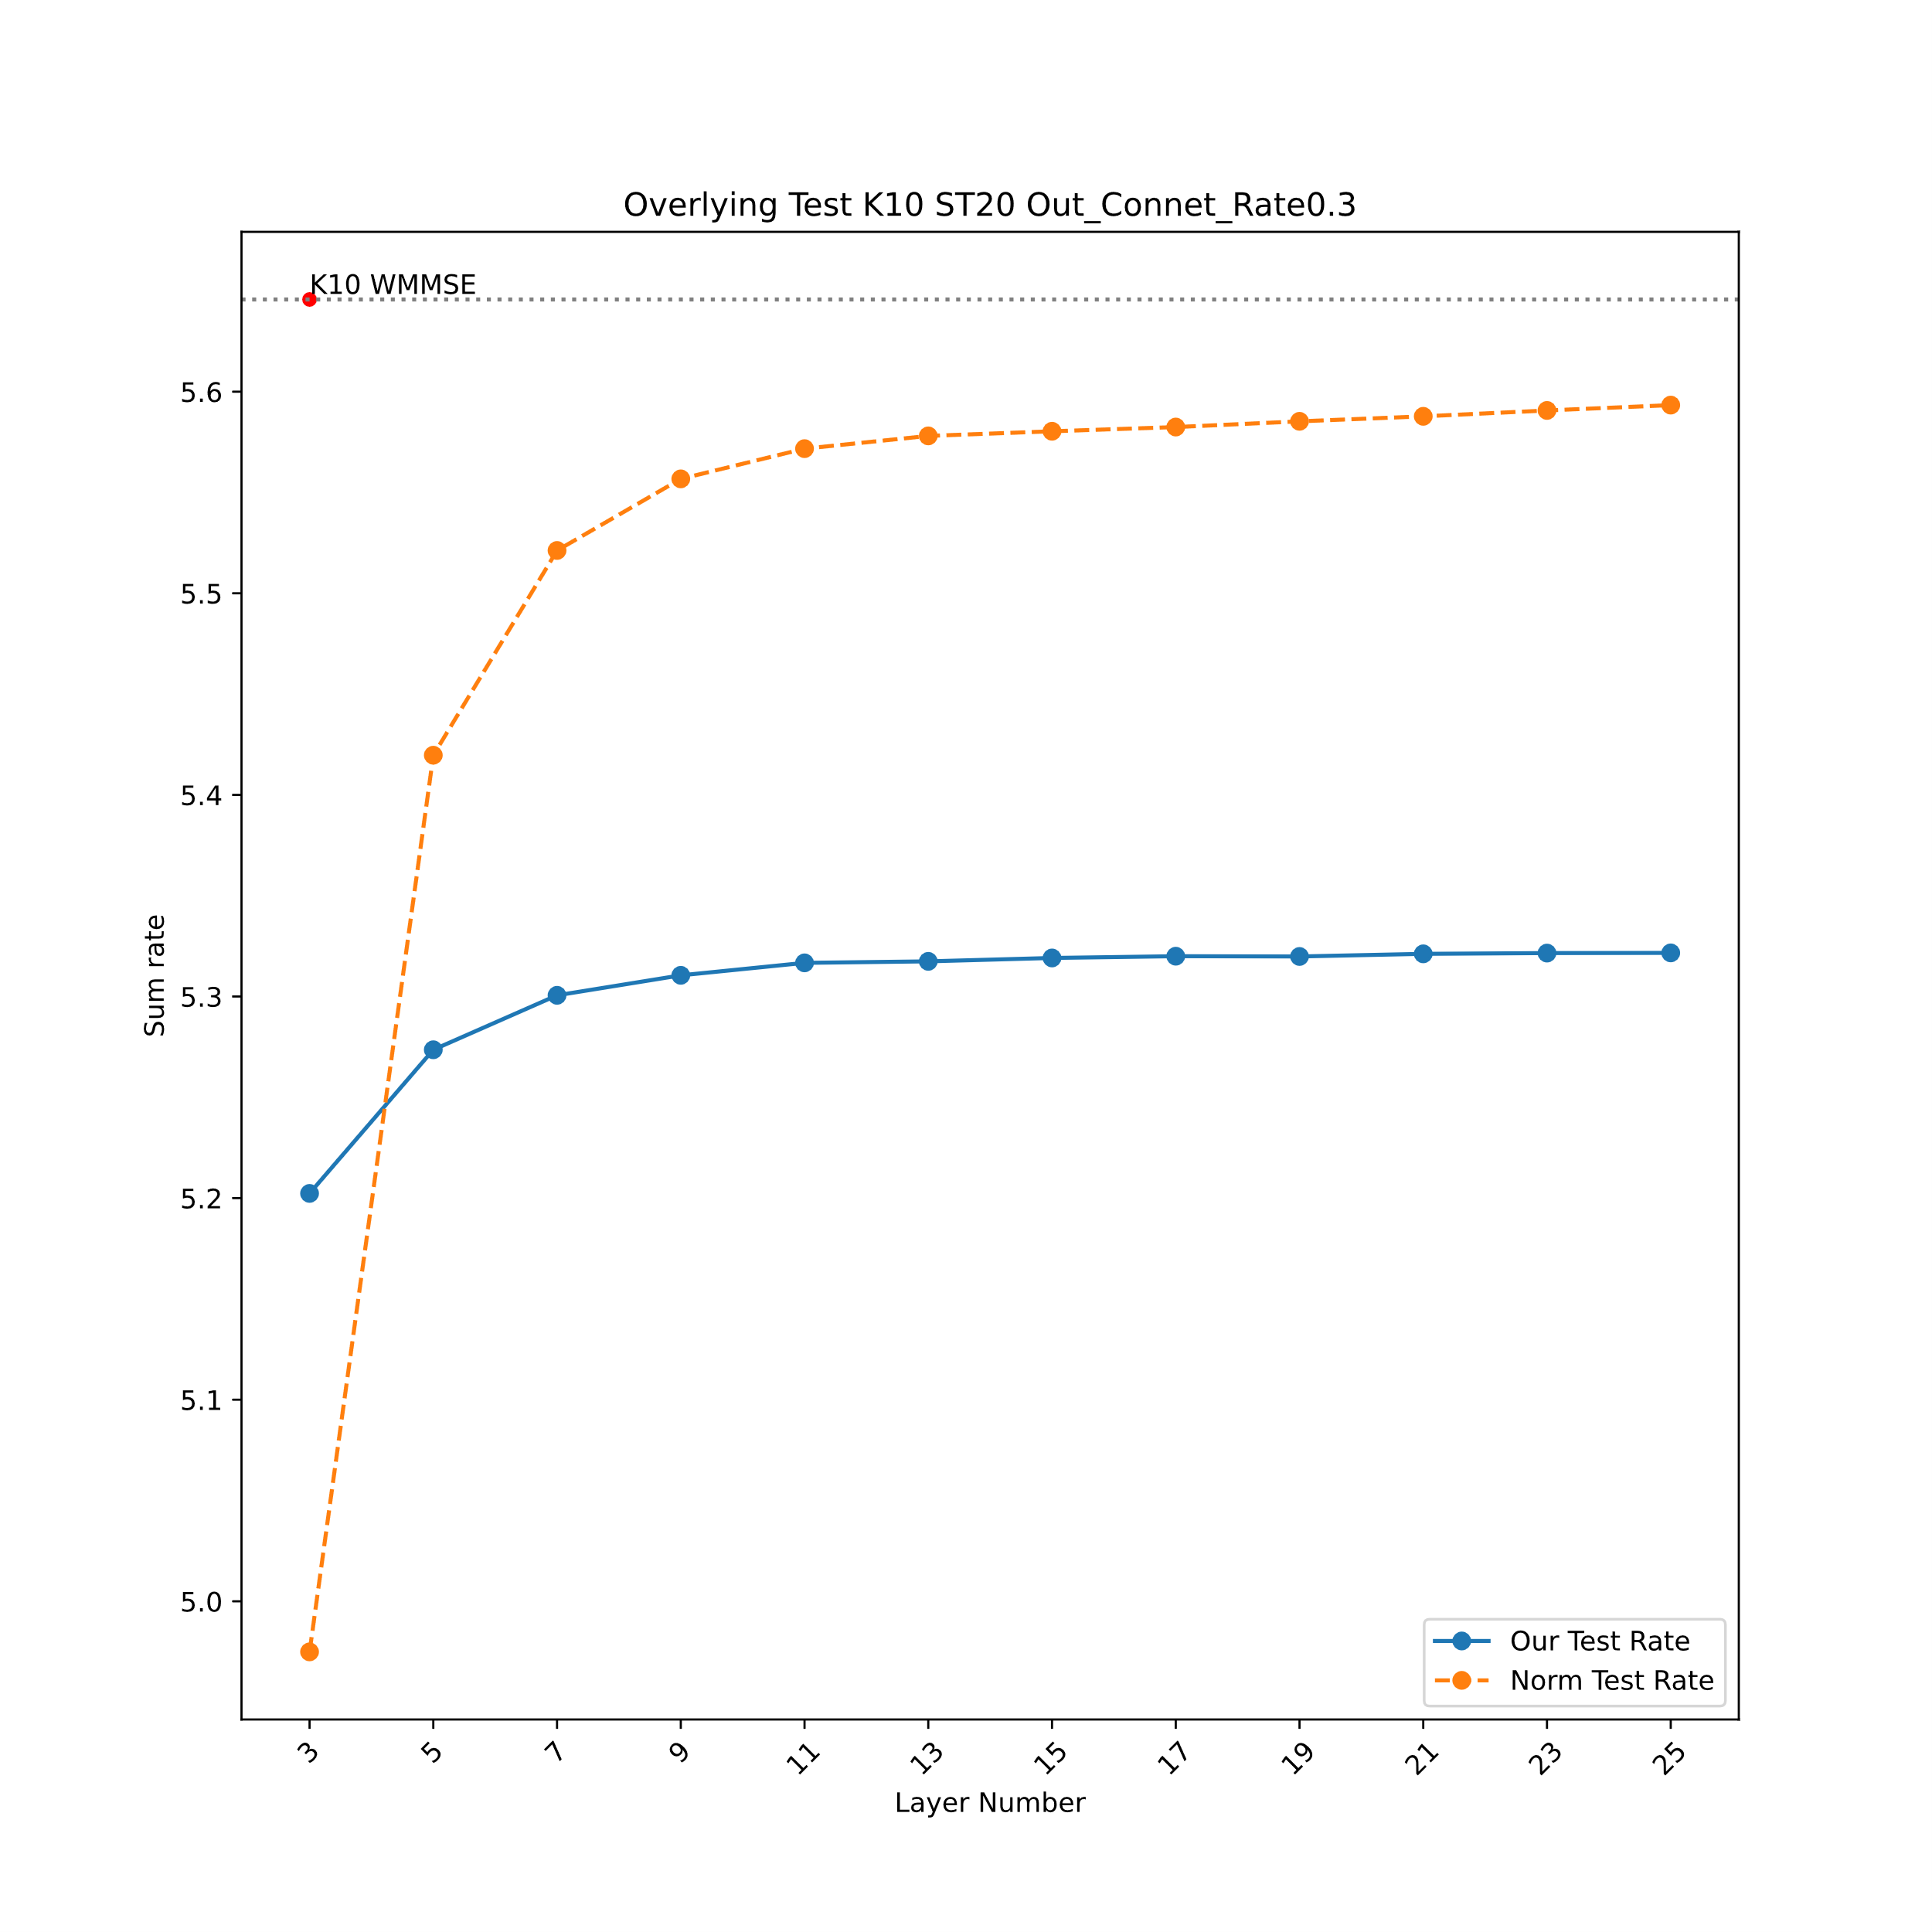 Overlying Test K10 ST20 Out_Connet_Rate0.3
K10 WMMSE
5.6
5.5
5.4
5.3
5.2
5.1
5.0
Sum rate
Our Test Rate
Norm Test Rate
3 5 7 9 11 13 15 17 19 21 23 25
Layer Number